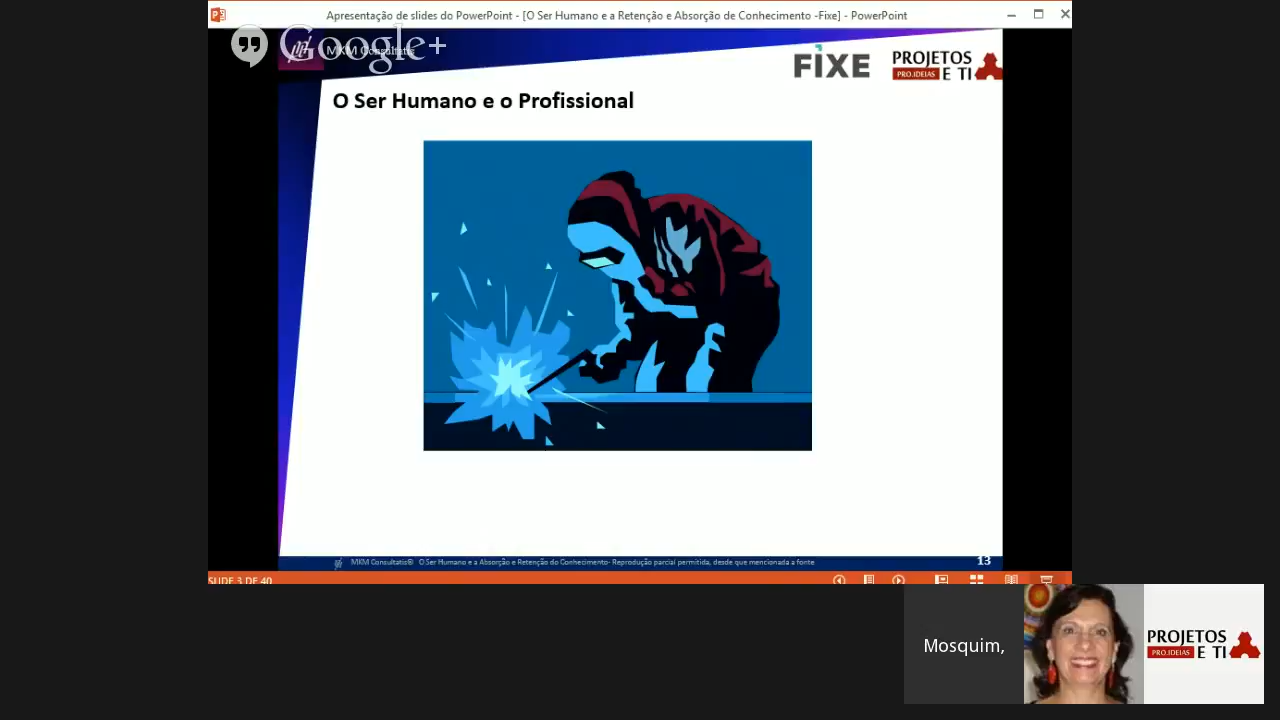 Apresentação de slides do PowerPoint - [O Ser Humano e a Retenção e Absorção de Conhecimento -Fixe] - PowerPoint
Google+
MKM Consultatis
FIXE
PROJETOS
PRO.IDEIAS E TI
O Ser Humano e o Profissional
MKM Consultatis® O Ser Humano e a Absorção e Retenção do Conhecimento- Reprodução parcial permitida, desde que mencionada a fonte
13
SLIDE 3 DE 40
Mosquim,
PROJETOS
PRO.IDEIAS E TI